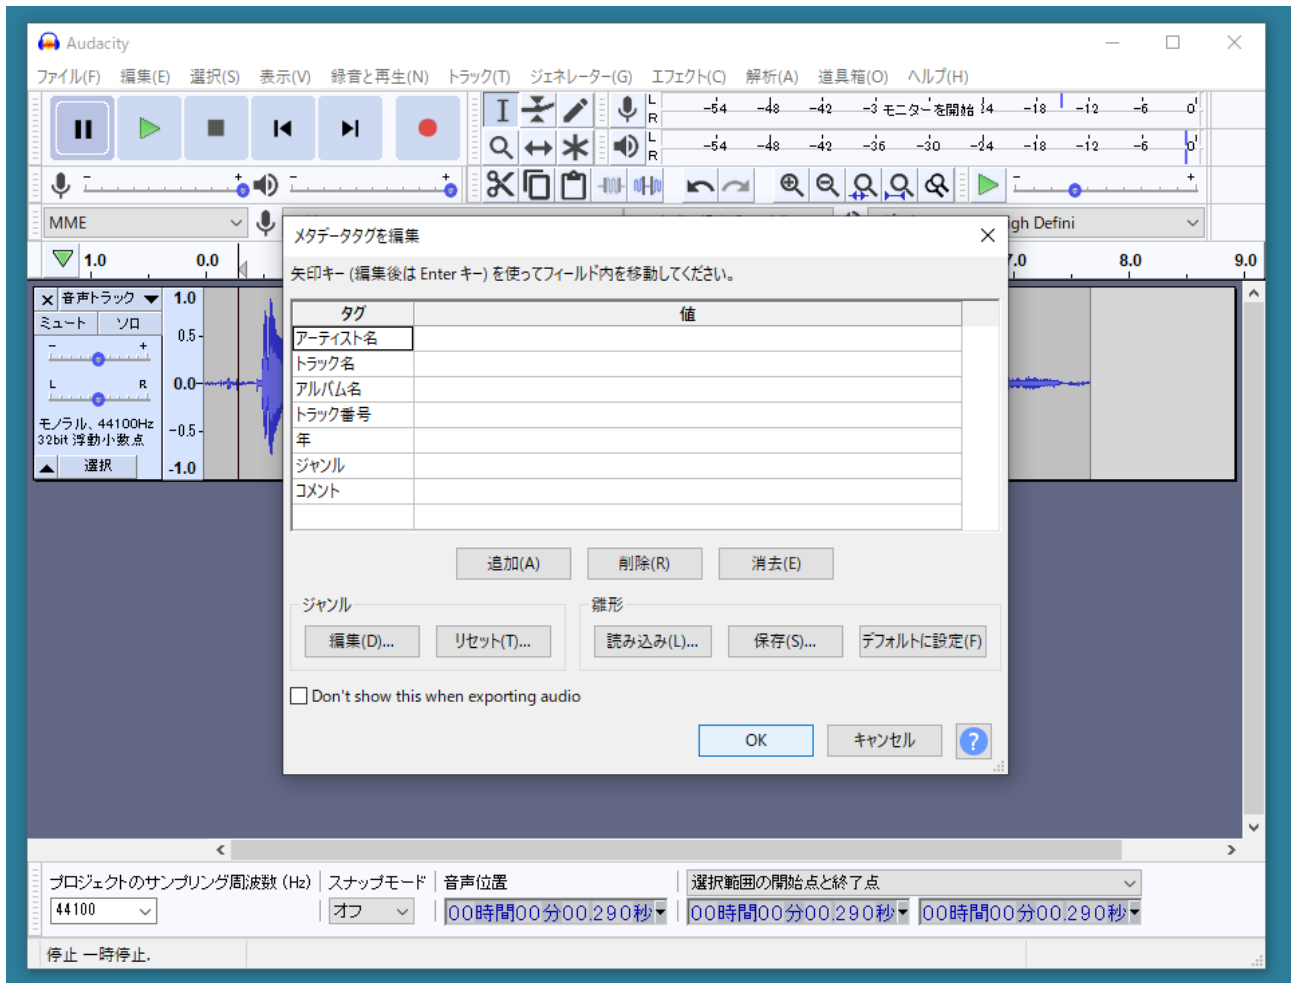 Audacity
ファイル(F) 編集(E) 選択(S) 表示(V) 録音と再生(N) トラック(T) ジェネレーター(G) エフェクト(C) 解析(A) 道具箱(O) ヘルプ(H)
L R -54 -48 -42 -3 モニターを開始 -18 -12 -6 0
L R -54 -48 -42 -36 -30 -24 -18 -12 -6 0
MME
igh Defini
1.0 0.0 7.0 8.0 9.0
メタデータタグを編集
矢印キー (編集後は Enter キー) を使ってフィールド内を移動してください。
タグ 値
アーティスト名
トラック名
アルバム名
トラック番号
年
ジャンル
コメント
追加(A) 削除(R) 消去(E)
ジャンル 雛形
編集(D)... リセット(T)... 読み込み(L)... 保存(S)... デフォルトに設定(F)
Don't show this when exporting audio
OK キャンセル ?
× 音声トラック
ミュート ソロ
- +
L R
モノラル、44100Hz
32bit 浮動小数点
選択
1.0
0.5-
0.0-
-0.5-
-1.0
プロジェクトのサンプリング周波数 (Hz) スナップモード 音声位置 選択範囲の開始点と終了点
44100 オフ 00時間00分00.290秒 00時間00分00.290秒 00時間00分00.290秒
停止 一時停止.